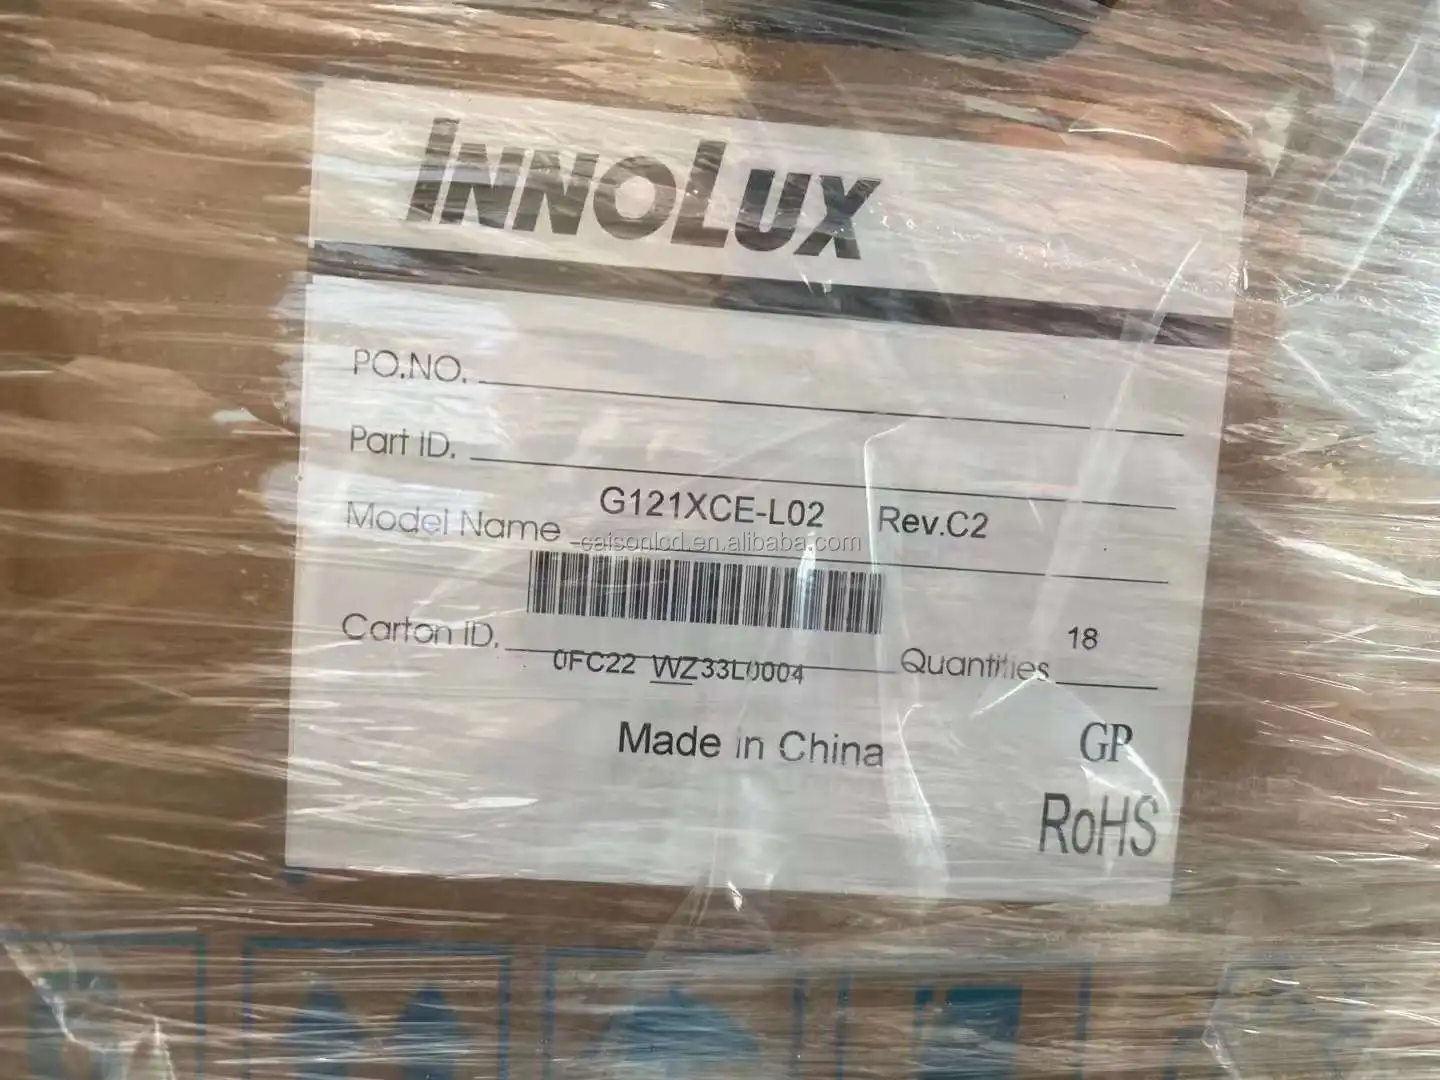 INNOLUX
PO.NO.
Part ID.
Model Name G121XCE-L02 Rev.C2
caisonlcd.en.alibaba.com
Carton ID. 0FC22 WZ33L0004 Quantities 18
Made in China
GP
RoHS